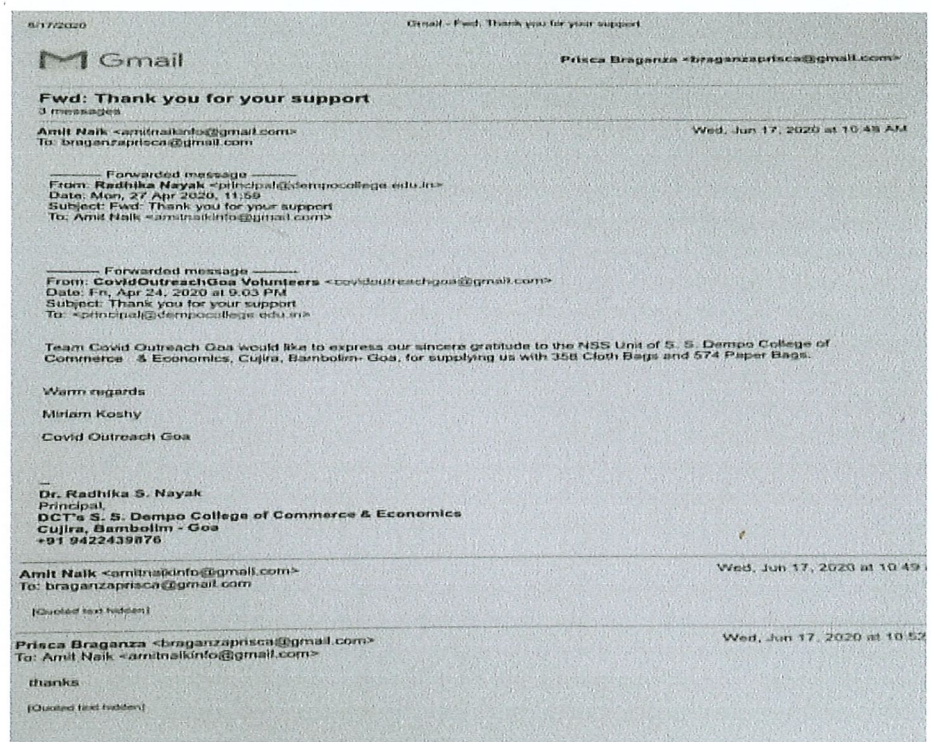 6/17/2020 Gmail - Fwd: Thank you for your support
Gmail Prisca Braganza <braganzaprisca@gmail.com>
Fwd: Thank you for your support
3 messages
Amit Naik <amitnaikinfo@gmail.com> Wed, Jun 17, 2020 at 10:48 AM
To: braganzaprisca@gmail.com
---------- Forwarded message ----------
From: Radhika Nayak <principal@dempocollege.edu.in>
Date: Mon, 27 Apr 2020, 11:59
Subject: Fwd: Thank you for your support
To: Amit Naik <amitnaikinfo@gmail.com>
---------- Forwarded message ----------
From: CovidOutreachGoa Volunteers <covidoutreachgoa@gmail.com>
Date: Fri, Apr 24, 2020 at 9:03 PM
Subject: Thank you for your support
To: <principal@dempocollege.edu.in>
Team Covid Outreach Goa would like to express our sincere gratitude to the NSS Unit of S. S. Dempo College of
Commerce & Economics, Cujira, Bambolim- Goa, for supplying us with 358 Cloth Bags and 574 Paper Bags.
Warm regards
Miriam Koshy
Covid Outreach Goa
--
Dr. Radhika S. Nayak
Principal,
DCT's S. S. Dempo College of Commerce & Economics
Cujira, Bambolim - Goa
+91 9422439876
Amit Naik <amitnaikinfo@gmail.com> Wed, Jun 17, 2020 at 10:49
To: braganzaprisca@gmail.com
[Quoted text hidden]
Prisca Braganza <braganzaprisca@gmail.com> Wed, Jun 17, 2020 at 10:52
To: Amit Naik <amitnaikinfo@gmail.com>
thanks
[Quoted text hidden]